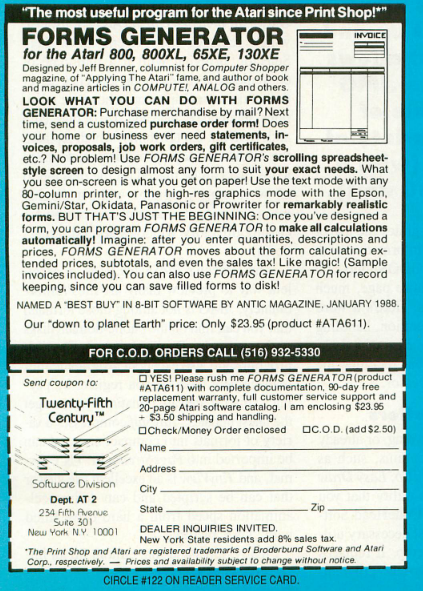 "The most useful program for the Atari since Print Shop!*"
FORMS GENERATOR
for the Atari 800, 800XL, 65XE, 130XE
Designed by Jeff Brenner, columnist for Computer Shopper
magazine, of "Applying The Atari" fame, and author of book
and magazine articles in COMPUTE!, ANALOG and others.
INVOICE
LOOK WHAT YOU CAN DO WITH FORMS
GENERATOR: Purchase merchandise by mail? Next
time, send a customized purchase order form! Does
your home or business ever need statements, in-
voices, proposals, job work orders, gift certificates,
etc.? No problem! Use FORMS GENERATOR's scrolling spreadsheet-
style screen to design almost any form to suit your exact needs. What
you see on-screen is what you get on paper! Use the text mode with any
80-column printer, or the high-res graphics mode with the Epson,
Gemini/Star, Okidata, Panasonic or Prowriter for remarkably realistic
forms. BUT THAT'S JUST THE BEGINNING: Once you've designed a
form, you can program FORMS GENERATOR to make all calculations
automatically! Imagine: after you enter quantities, descriptions and
prices, FORMS GENERATOR moves about the form calculating ex-
tended prices, subtotals, and even the sales tax! Like magic! (Sample
invoices included). You can also use FORMS GENERATOR for record
keeping, since you can save filled forms to disk!
NAMED A "BEST BUY" IN 8-BIT SOFTWARE BY ANTIC MAGAZINE, JANUARY 1988.
Our "down to planet Earth" price: Only $23.95 (product #ATA611).
FOR C.O.D. ORDERS CALL (516) 932-5330
Send coupon to:
Twenty-Fifth
Century™
Software Division
Dept. AT 2
234 Fifth Avenue
Suite 301
New York N.Y. 10001
☐ YES! Please rush me FORMS GENERATOR (product
#ATA611) with complete documentation, 90-day free
replacement warranty, full customer service support and
20-page Atari software catalog. I am enclosing $23.95
+ $3.50 shipping and handling.
☐ Check/Money Order enclosed ☐ C.O.D. (add $2.50)
Name
Address
City
State Zip
DEALER INQUIRIES INVITED.
New York State residents add 8% sales tax.
*The Print Shop and Atari are registered trademarks of Broderbund Software and Atari
Corp., respectively. — Prices and availability subject to change without notice.
CIRCLE #122 ON READER SERVICE CARD.